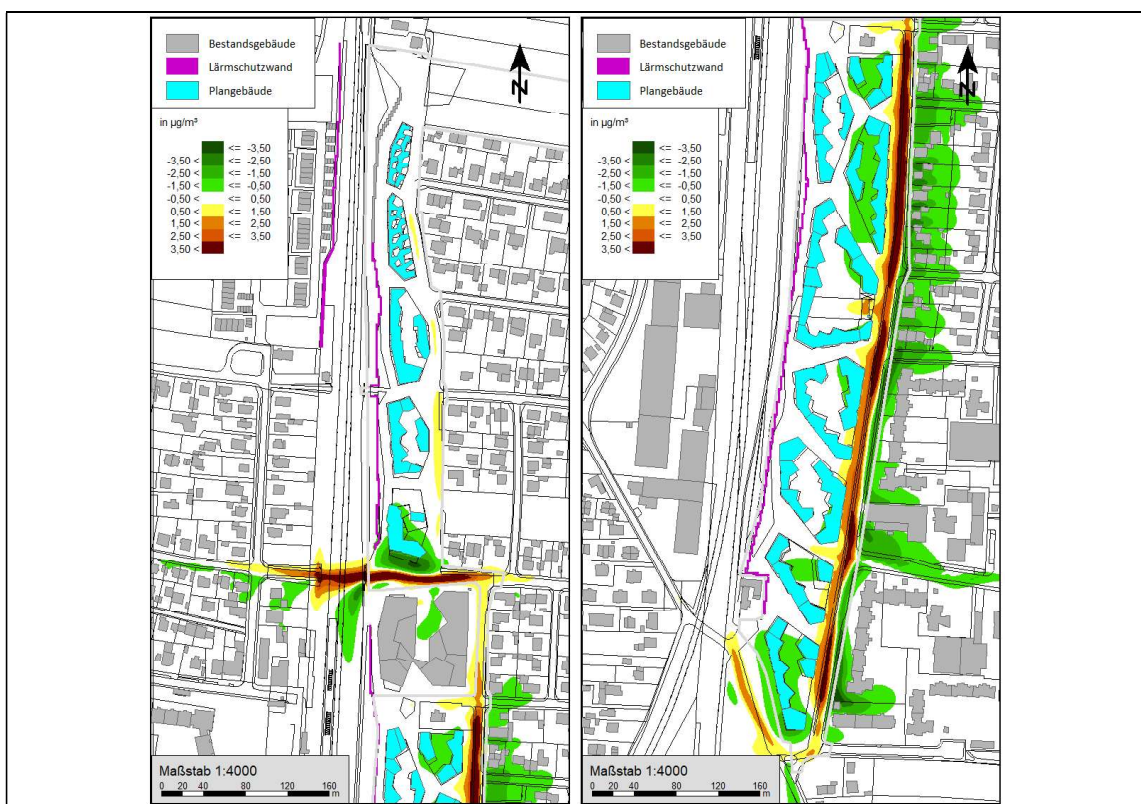 Bestandsgebäude
Lärmschutzwand
Plangebäude
N
in µg/m³
<= -3,50
-3,50 < <= -2,50
-2,50 < <= -1,50
-1,50 < <= -0,50
-0,50 < <= 0,50
0,50 < <= 1,50
1,50 < <= 2,50
2,50 < <= 3,50
3,50 <
Maßstab 1:4000
0 20 40 80 120 160
m
Bestandsgebäude
Lärmschutzwand
Plangebäude
N
in µg/m³
<= -3,50
-3,50 < <= -2,50
-2,50 < <= -1,50
-1,50 < <= -0,50
-0,50 < <= 0,50
0,50 < <= 1,50
1,50 < <= 2,50
2,50 < <= 3,50
3,50 <
Maßstab 1:4000
0 20 40 80 120 160
m